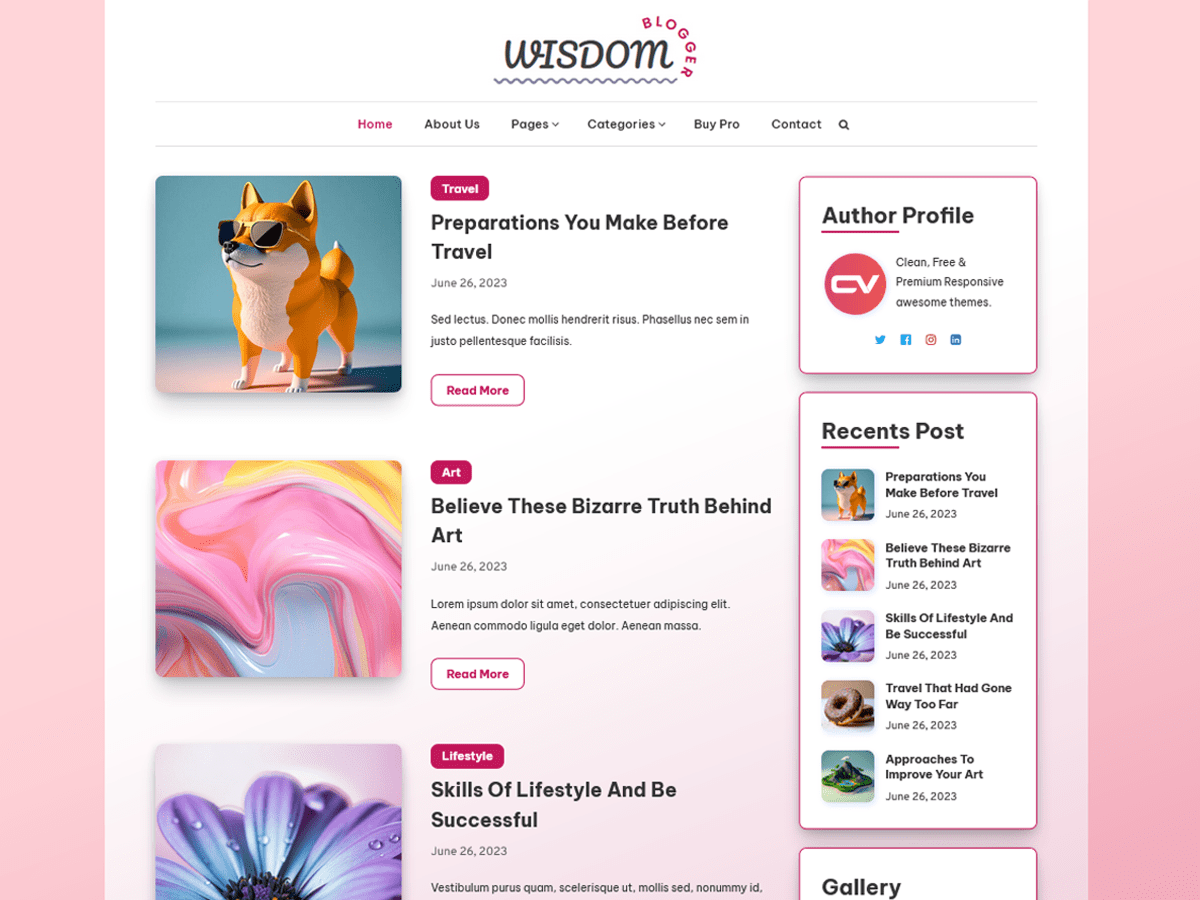 BLOGGER
WISDOM
Home
About Us
Pages
Categories
Buy Pro
Contact
Travel
Preparations You Make Before
Travel
June 26, 2023
Sed lectus. Donec mollis hendrerit risus. Phasellus nec sem in
justo pellentesque facilisis.
Read More
Art
Believe These Bizarre Truth Behind
Art
June 26, 2023
Lorem ipsum dolor sit amet, consectetuer adipiscing elit.
Aenean commodo ligula eget dolor. Aenean massa.
Read More
Lifestyle
Skills Of Lifestyle And Be
Successful
June 26, 2023
Vestibulum purus quam, scelerisque ut, mollis sed, nonummy id,
Author Profile
CV
Clean, Free &
Premium Responsive
awesome themes.
Recents Post
Preparations You
Make Before Travel
June 26, 2023
Believe These Bizarre
Truth Behind Art
June 26, 2023
Skills Of Lifestyle And
Be Successful
June 26, 2023
Travel That Had Gone
Way Too Far
June 26, 2023
Approaches To
Improve Your Art
June 26, 2023
Gallery